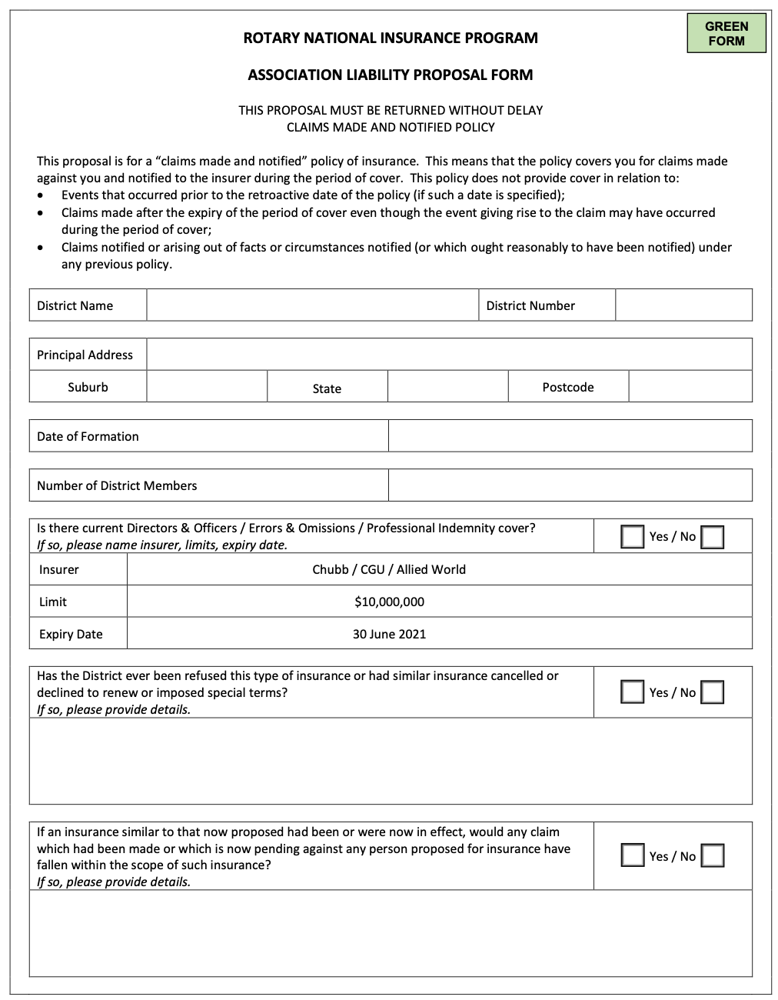 GREEN
FORM
ROTARY NATIONAL INSURANCE PROGRAM
ASSOCIATION LIABILITY PROPOSAL FORM
THIS PROPOSAL MUST BE RETURNED WITHOUT DELAY
CLAIMS MADE AND NOTIFIED POLICY
This proposal is for a “claims made and notified” policy of insurance. This means that the policy covers you for claims made
against you and notified to the insurer during the period of cover. This policy does not provide cover in relation to:
• Events that occurred prior to the retroactive date of the policy (if such a date is specified);
• Claims made after the expiry of the period of cover even though the event giving rise to the claim may have occurred
during the period of cover;
• Claims notified or arising out of facts or circumstances notified (or which ought reasonably to have been notified) under
any previous policy.
District Name District Number
Principal Address
Suburb State Postcode
Date of Formation
Number of District Members
Is there current Directors & Officers / Errors & Omissions / Professional Indemnity cover?
If so, please name insurer, limits, expiry date.
Yes / No
Insurer Chubb / CGU / Allied World
Limit $10,000,000
Expiry Date 30 June 2021
Has the District ever been refused this type of insurance or had similar insurance cancelled or
declined to renew or imposed special terms?
If so, please provide details.
Yes / No
If an insurance similar to that now proposed had been or were now in effect, would any claim
which had been made or which is now pending against any person proposed for insurance have
fallen within the scope of such insurance?
If so, please provide details.
Yes / No